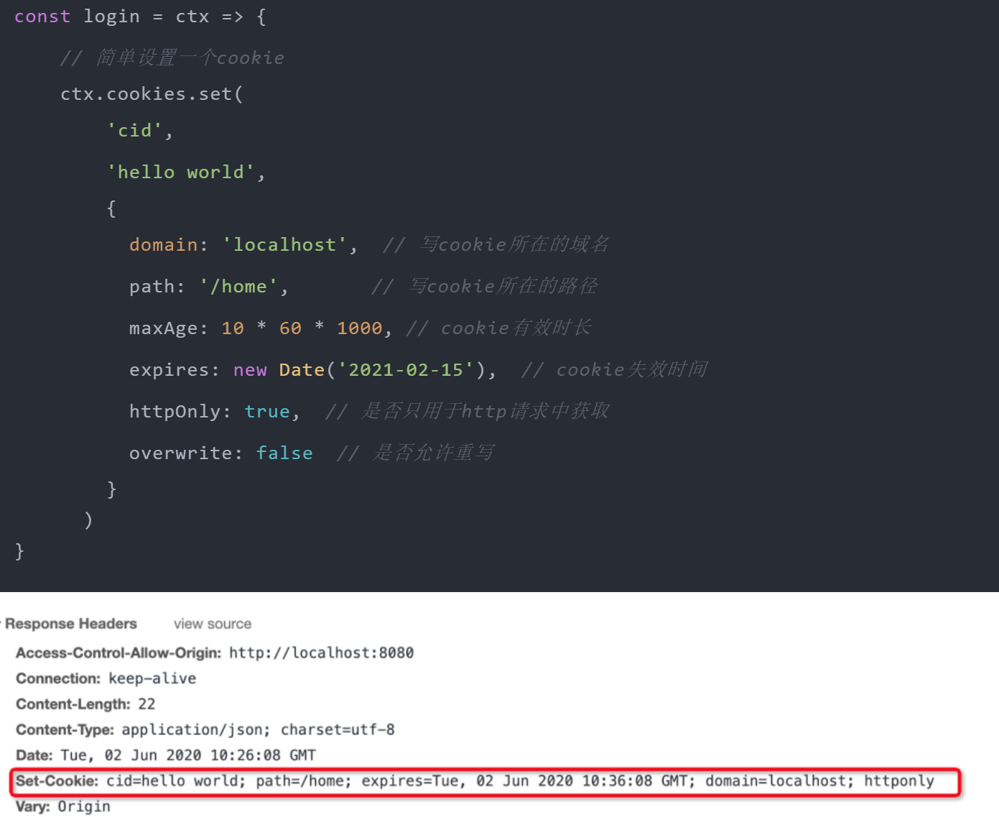 const login = ctx => {
// 简单设置一个cookie
ctx.cookies.set(
'cid',
'hello world',
{
domain: 'localhost',  // 写cookie所在的域名
path: '/home',       // 写cookie所在的路径
maxAge: 10 * 60 * 1000, // cookie有效时长
expires: new Date('2021-02-15'),  // cookie失效时间
httpOnly: true,  // 是否只用于http请求中获取
overwrite: false  // 是否允许重写
}
)
}
Response Headers view source
Access-Control-Allow-Origin: http://localhost:8080
Connection: keep-alive
Content-Length: 22
Content-Type: application/json; charset=utf-8
Date: Tue, 02 Jun 2020 10:26:08 GMT
Set-Cookie: cid=hello world; path=/home; expires=Tue, 02 Jun 2020 10:36:08 GMT; domain=localhost; httponly
Vary: Origin